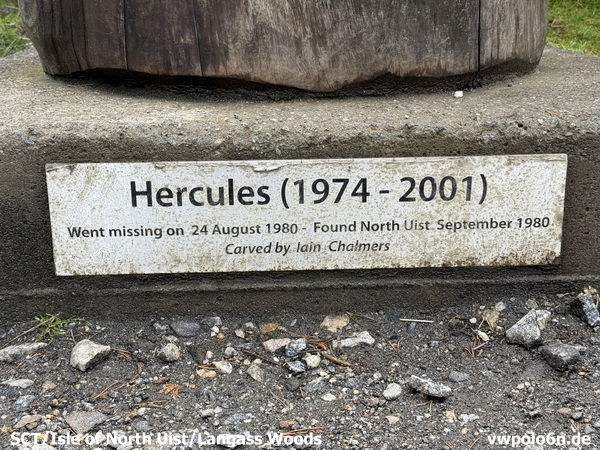 Hercules (1974 - 2001)
Went missing on 24 August 1980 - Found North Uist September 1980
Carved by Iain Chalmers
SCT/Isle of North Uist/Langass Woods
vwpolo6n.de